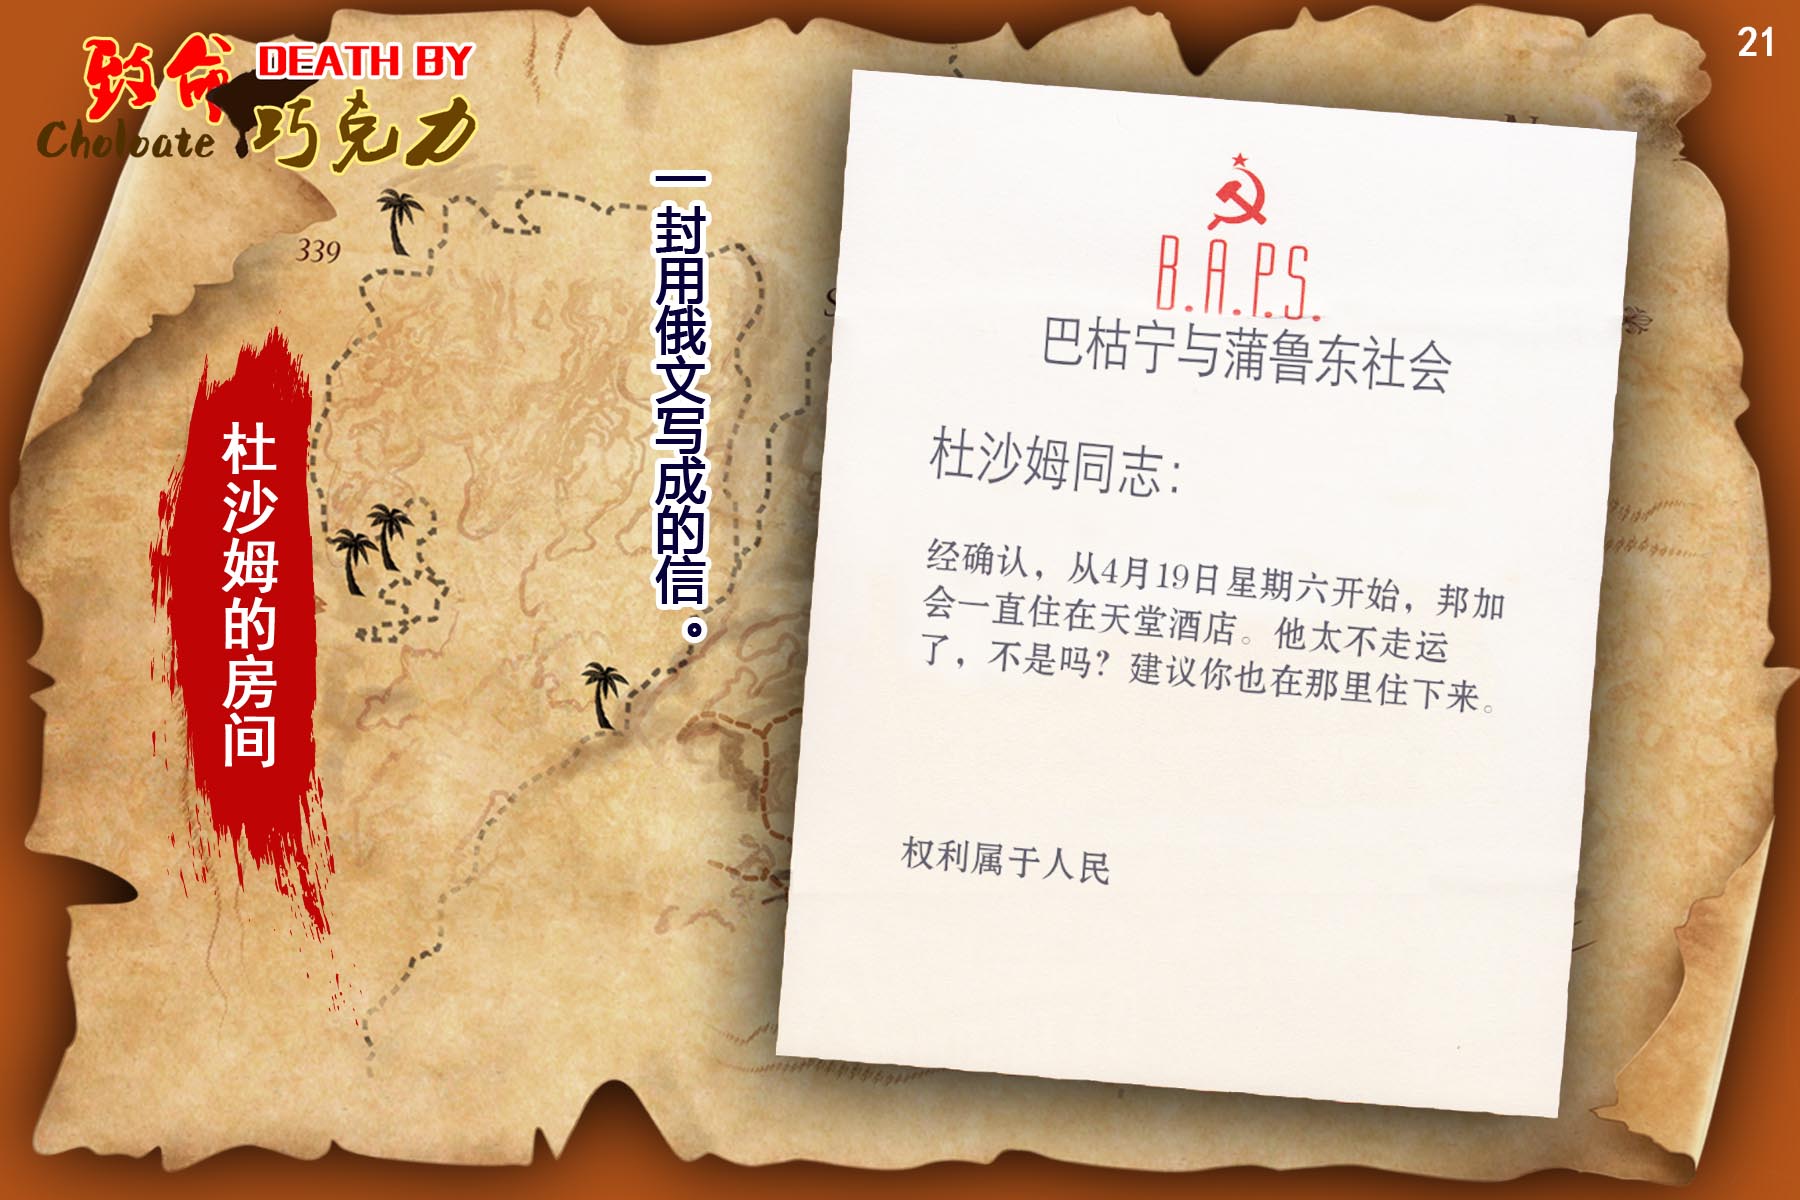 21
致命 DEATH BY
Choloate 巧克力
339
杜沙姆的房间
一封用俄文写成的信。
B.A.P.S.
巴枯宁与蒲鲁东社会
杜沙姆同志：
经确认，从4月19日星期六开始，邦加
会一直住在天堂酒店。他太不走运
了，不是吗？建议你也在那里住下来。
权利属于人民